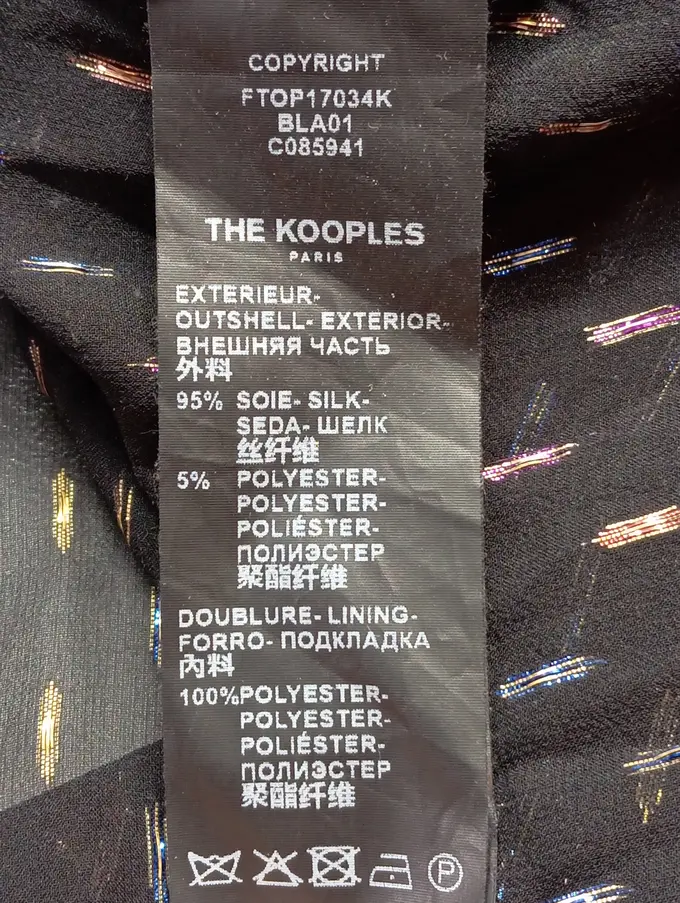 COPYRIGHT
FTOP17034K
BLA01
C085941
THE KOOPLES
PARIS
EXTERIEUR-
OUTSHELL- EXTERIOR-
ВНЕШНЯЯ ЧАСТЬ
外料
95% SOIE- SILK-
SEDA- ШЕЛК
丝纤维
5% POLYESTER-
POLYESTER-
POLIÉSTER-
ПОЛИЭСТЕР
聚酯纤维
DOUBLURE- LINING-
FORRO- ПОДКЛАДКА
内料
100% POLYESTER-
POLYESTER-
POLIÉSTER-
ПОЛИЭСТЕР
聚酯纤维
P